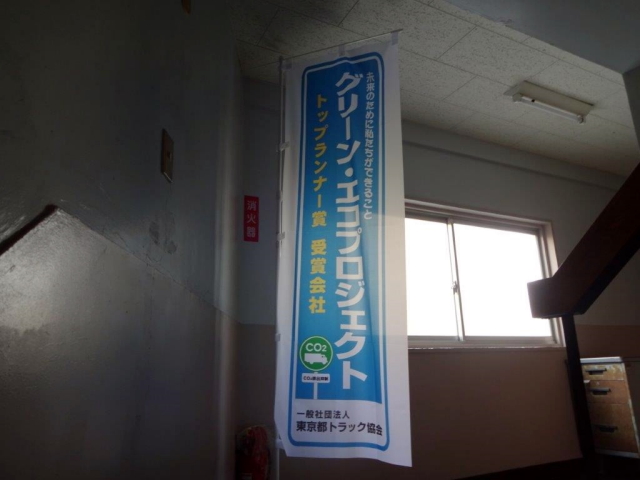 未来のために私たちができること
グリーン・エコプロジェクト
トップランナー賞 受賞会社
CO2
一般社団法人
東京都トラック協会
消火器